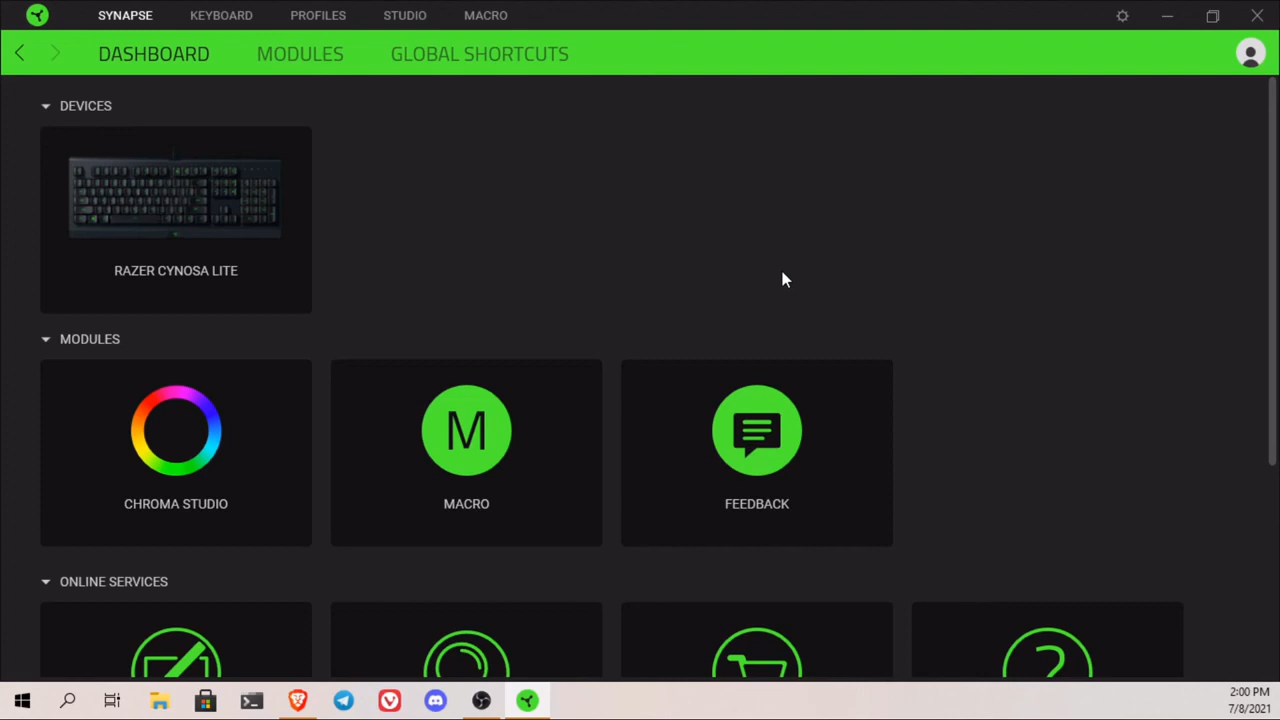 SYNAPSE KEYBOARD PROFILES STUDIO MACRO
DASHBOARD MODULES GLOBAL SHORTCUTS
DEVICES
RAZER CYNOSA LITE
MODULES
M
CHROMA STUDIO MACRO FEEDBACK
ONLINE SERVICES
?
2:00 PM
7/8/2021